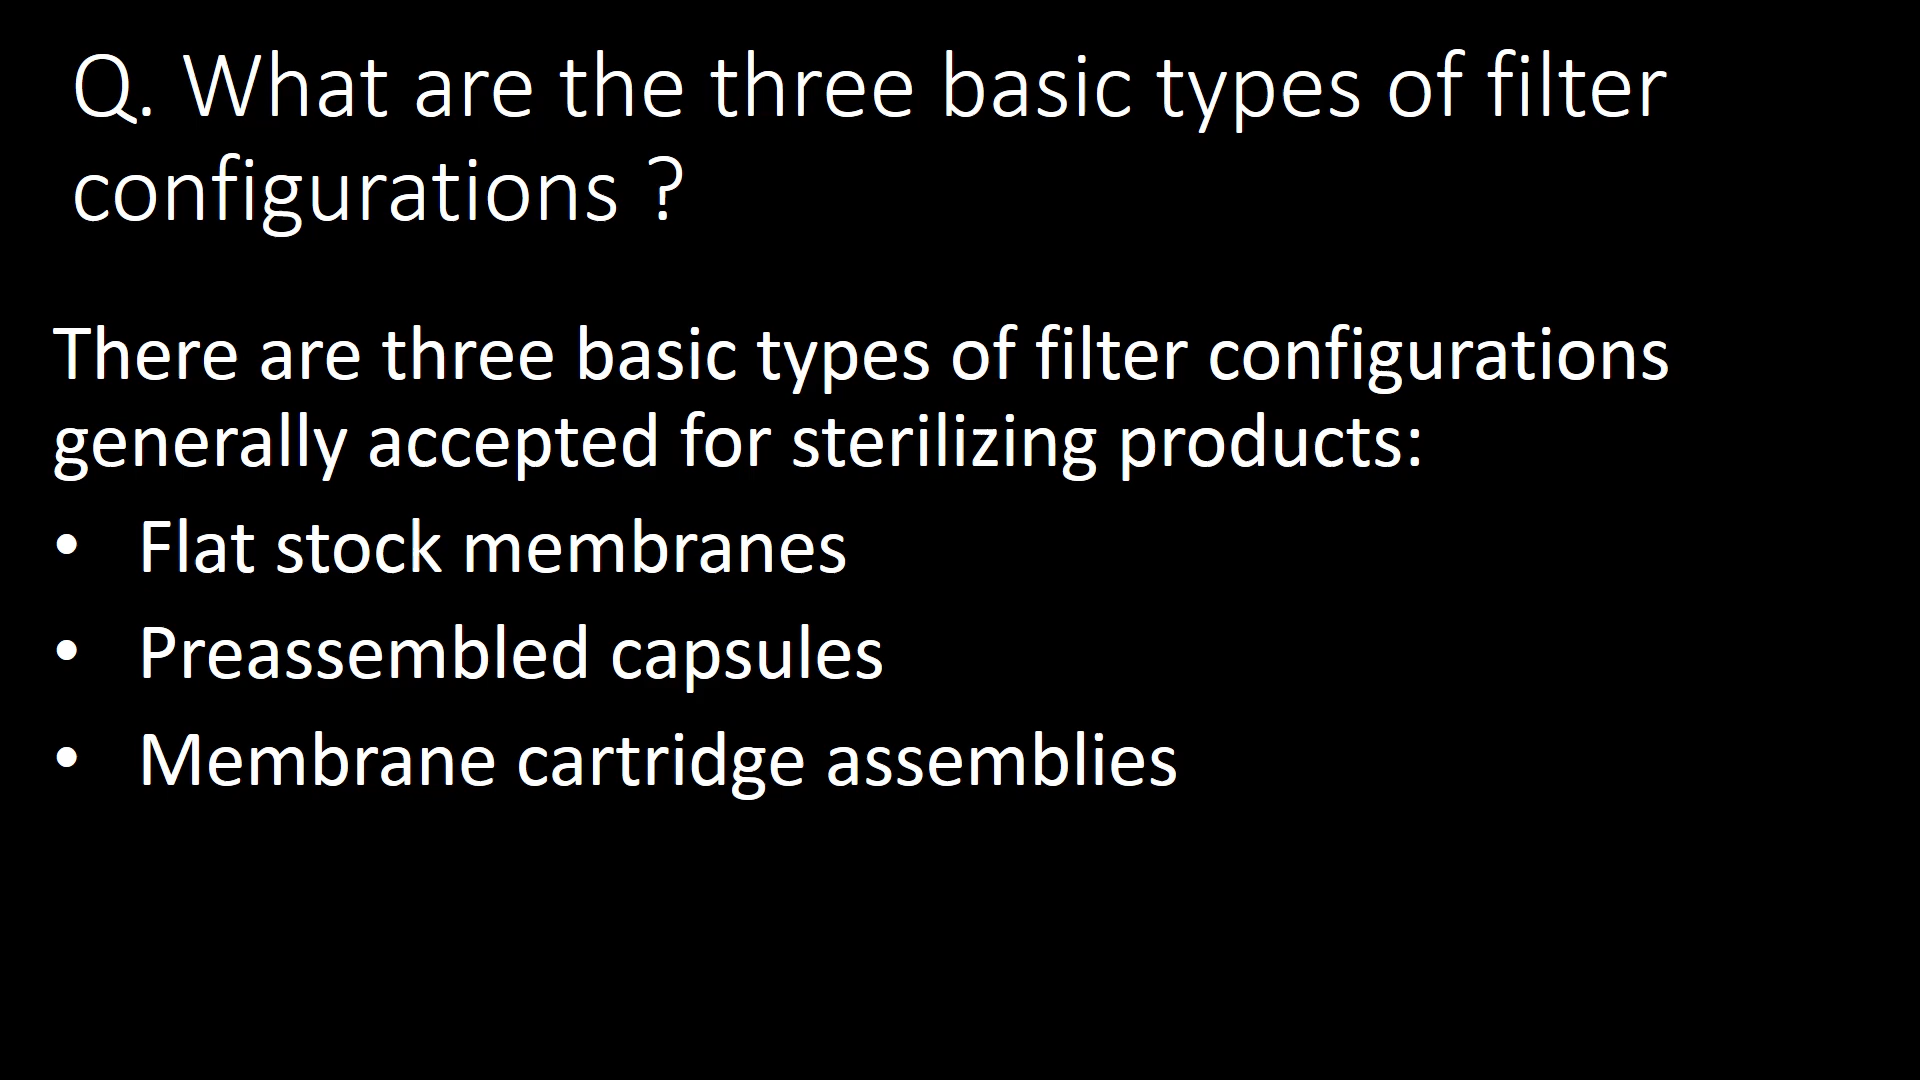 Q. What are the three basic types of filter
configurations ?
There are three basic types of filter configurations
generally accepted for sterilizing products:
• Flat stock membranes
• Preassembled capsules
• Membrane cartridge assemblies